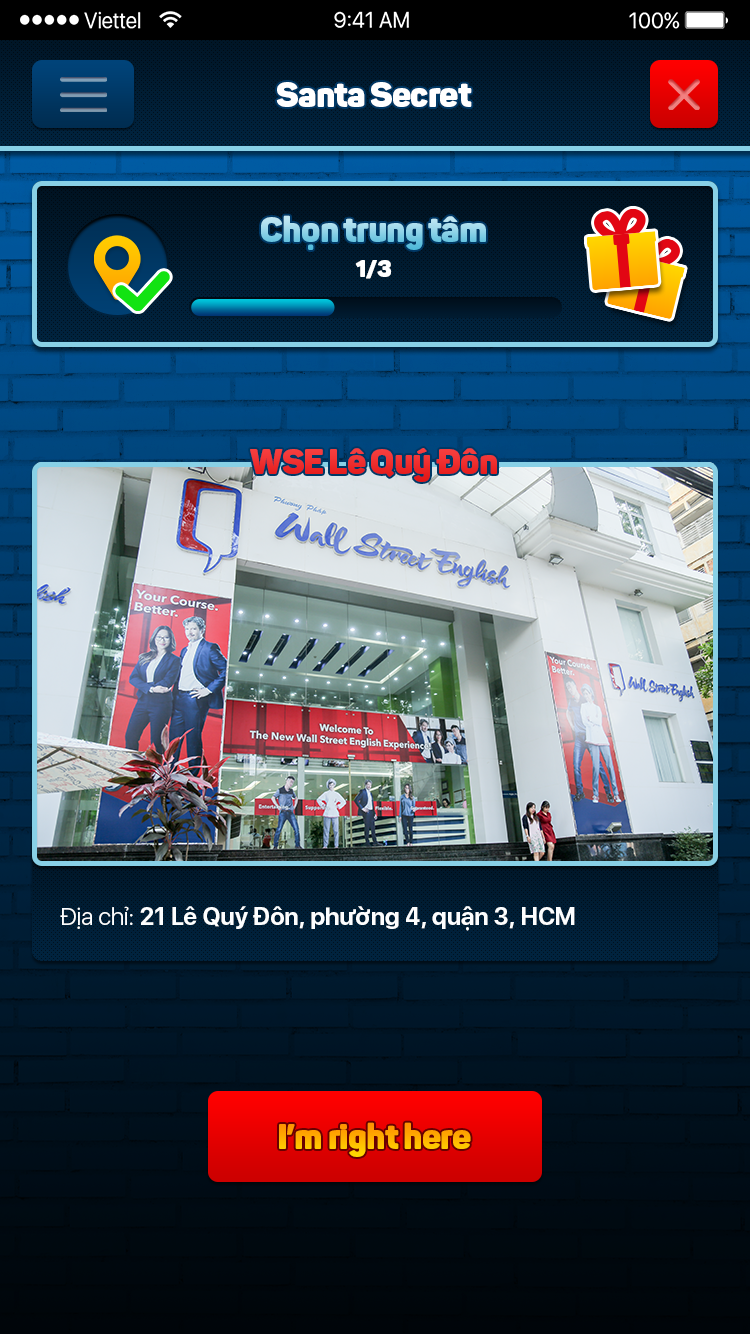 Viettel
9:41 AM
100%
Santa Secret
Chọn trung tâm
1/3
WSE Lê Quý Đôn
Phương Pháp
Wall Street English
Your Course.
Better.
Your Course.
Better.
Wall Street English
Welcome To
The New Wall Street English Experience
Địa chỉ: 21 Lê Quý Đôn, phường 4, quận 3, HCM
I'm right here